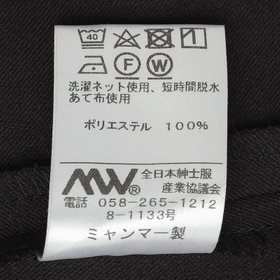 40
F W
洗濯ネット使用、短時間脱水
あて布使用
ポリエステル 100%
MW® 全日本紳士服
産業協議会
電話 058-265-1212
8-1133号
ミャンマー製